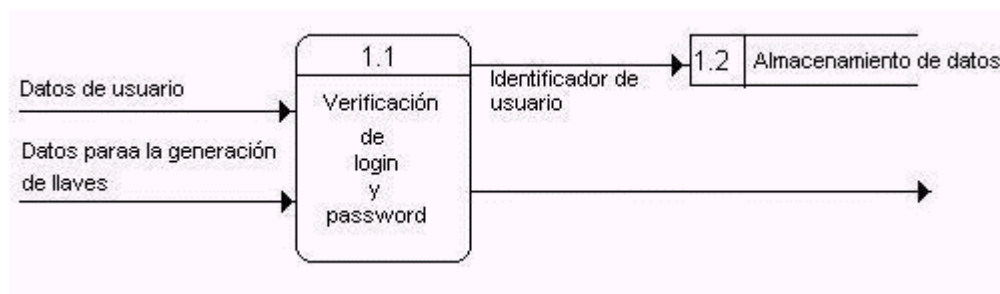 Datos de usuario
Datos paraa la generación
de llaves
1.1
Verificación
de
login
y
password
Identificador de
usuario
1.2
Almacenamiento de datos